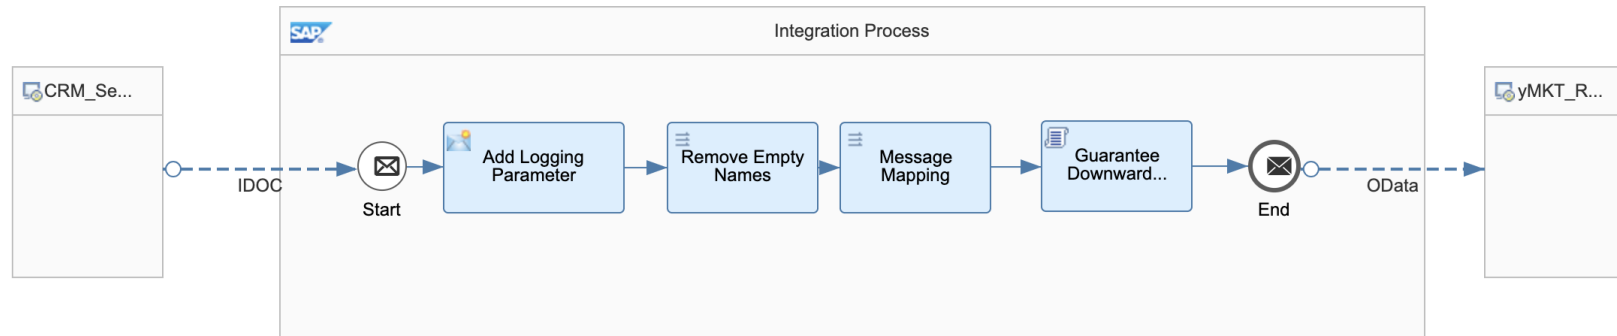 SAP
Integration Process
CRM_Se...
yMKT_R...
Add Logging
Parameter
Remove Empty
Names
Message
Mapping
Guarantee
Downward...
IDOC
OData
Start
End